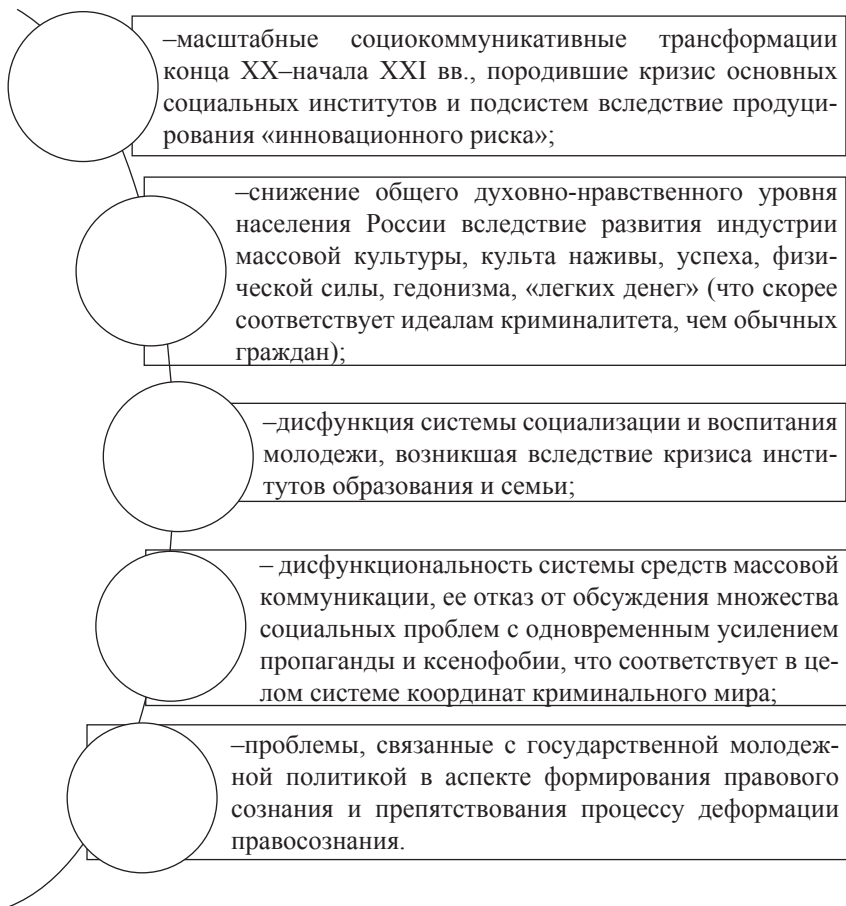 –масштабные социокоммуникативные трансформации
конца XX–начала XXI вв., породившие кризис основных
социальных институтов и подсистем вследствие продуци-
рования «инновационного риска»;
–снижение общего духовно-нравственного уровня
населения России вследствие развития индустрии
массовой культуры, культа наживы, успеха, физи-
ческой силы, гедонизма, «легких денег» (что скорее
соответствует идеалам криминалитета, чем обычных
граждан);
–дисфункция системы социализации и воспитания
молодежи, возникшая вследствие кризиса инсти-
тутов образования и семьи;
– дисфункциональность системы средств массовой
коммуникации, ее отказ от обсуждения множества
социальных проблем с одновременным усилением
пропаганды и ксенофобии, что соответствует в це-
лом системе координат криминального мира;
–проблемы, связанные с государственной молодеж-
ной политикой в аспекте формирования правового
сознания и препятствования процессу деформации
правосознания.